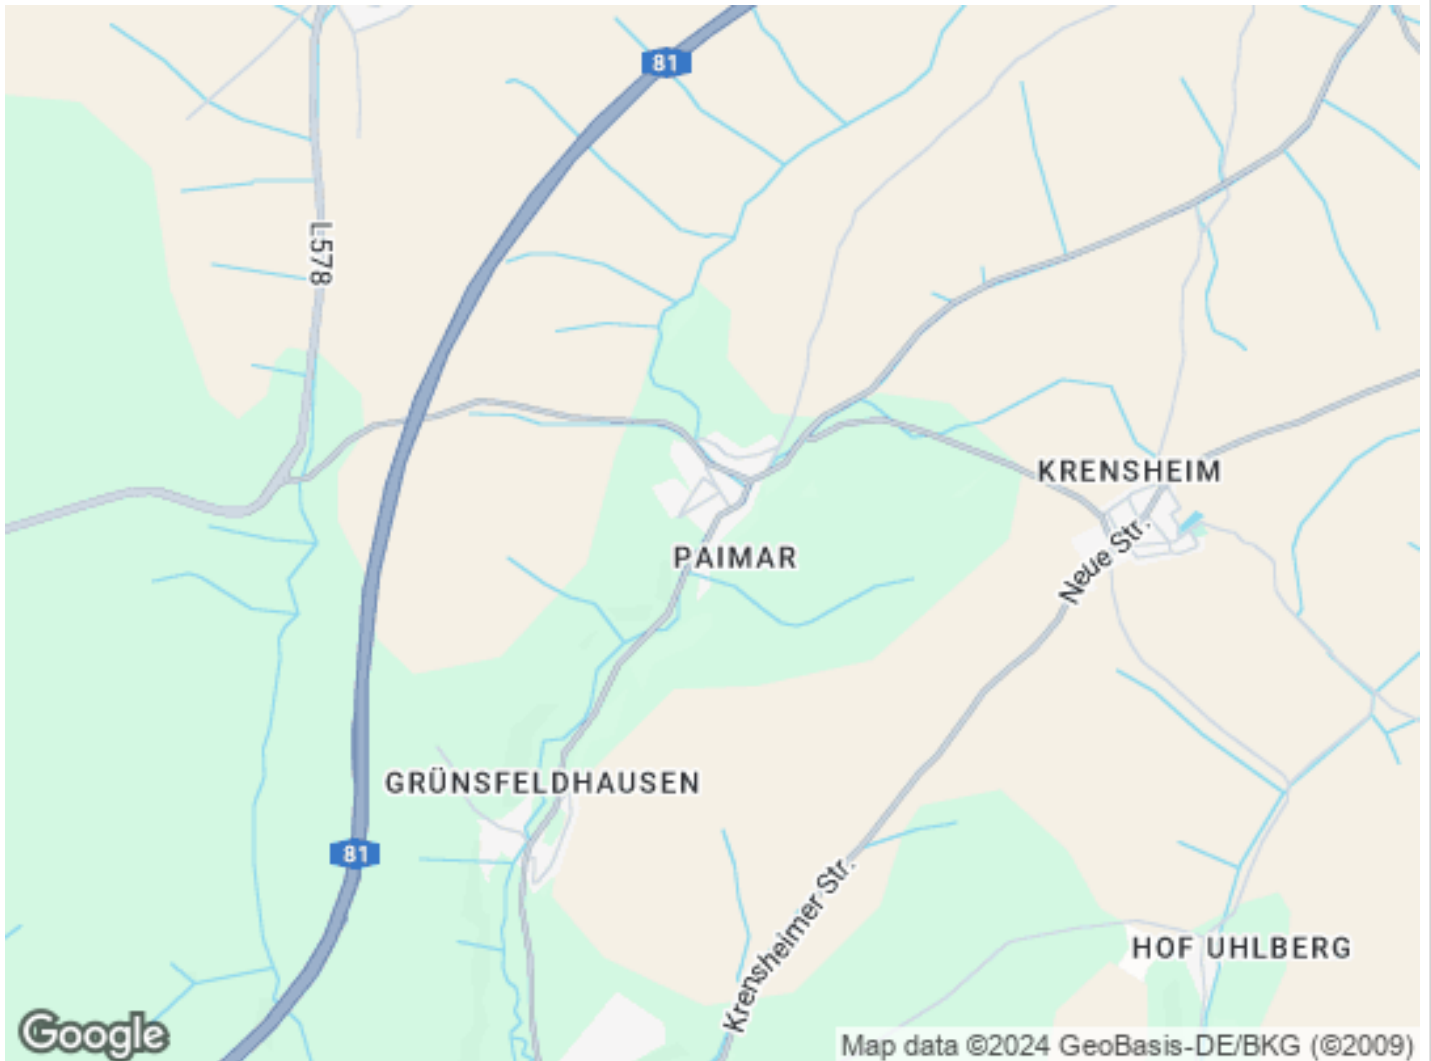 81
L 578
KRENSHEIM
Neue Str.
PAIMAR
GRÜNSFELDHAUSEN
81
Krensheimer Str.
HOF UHLBERG
Google
Map data ©2024 GeoBasis-DE/BKG (©2009)